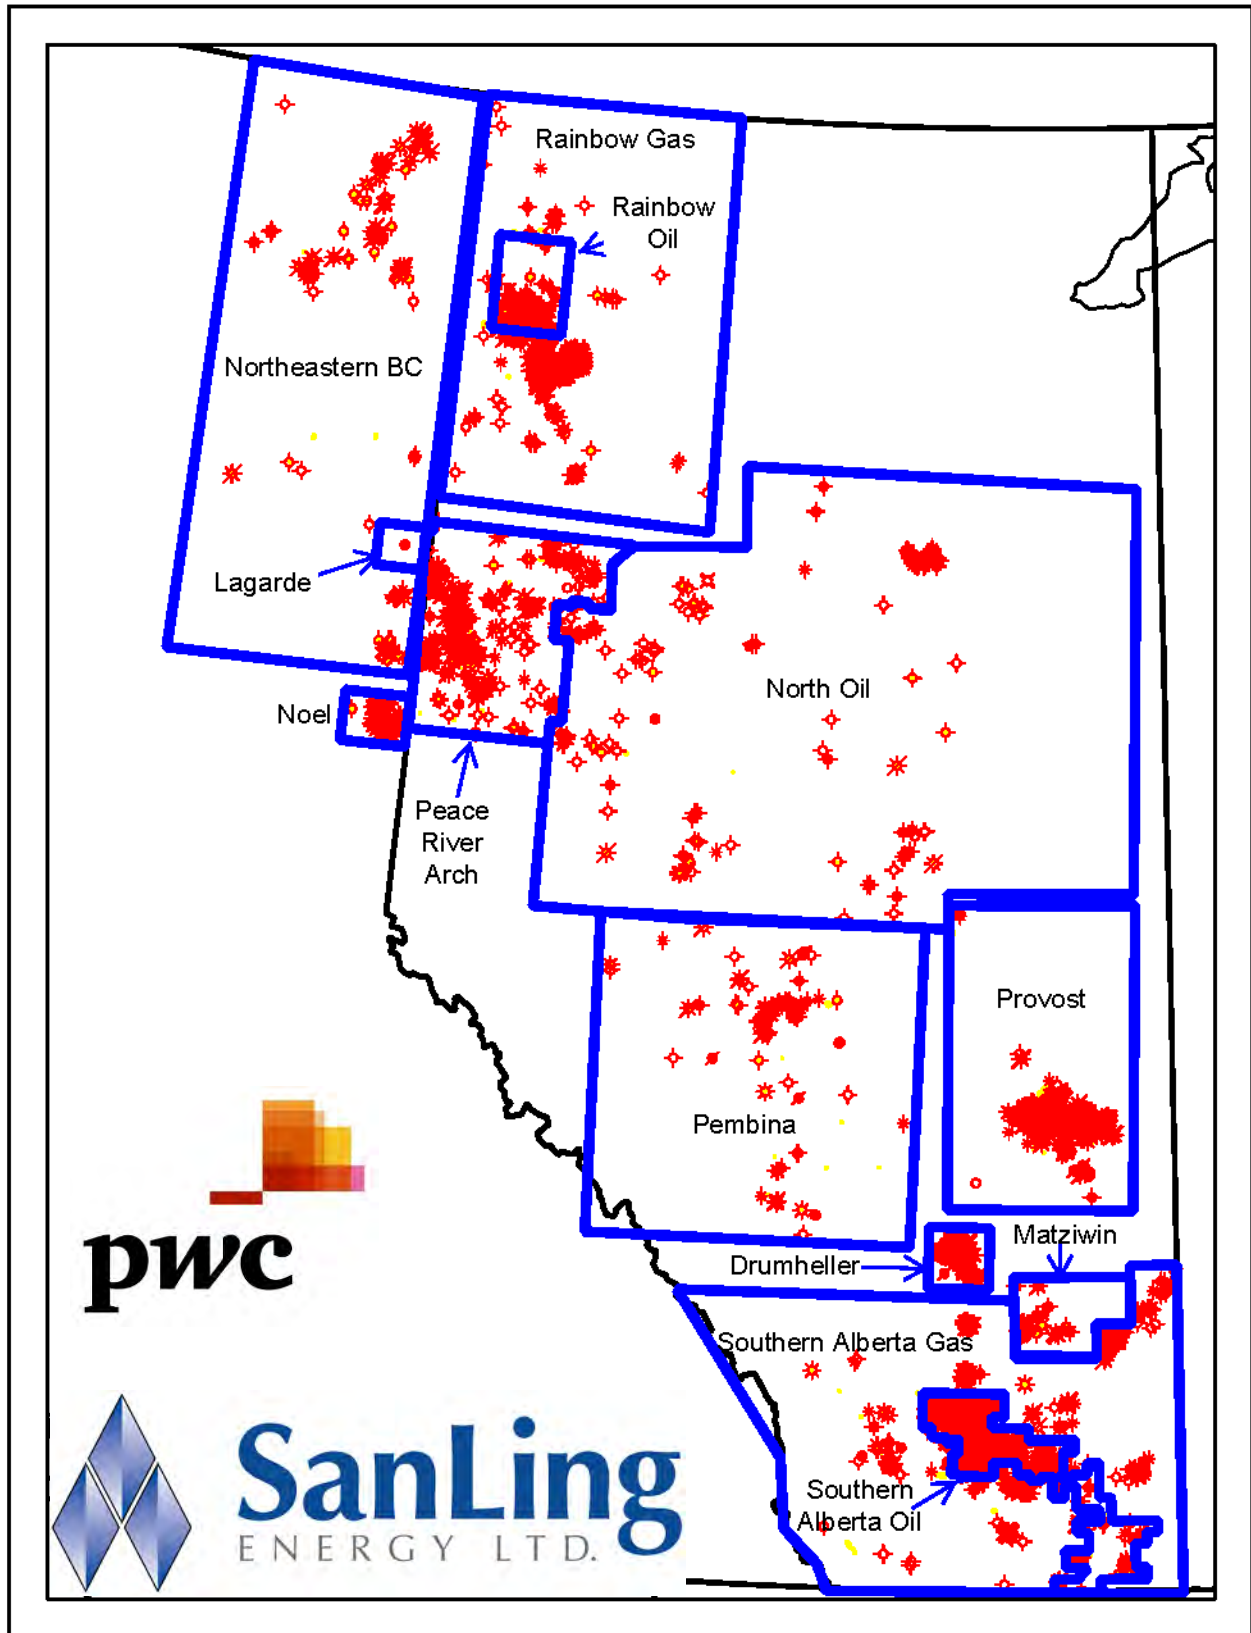 Rainbow Gas
Rainbow
Oil
Northeastern BC
Lagarde
Noel
North Oil
Peace
River
Arch
Provost
Pembina
Matziwin
Drumheller
Southern Alberta Gas
Southern
Alberta Oil
pwc
SanLing
ENERGY LTD.